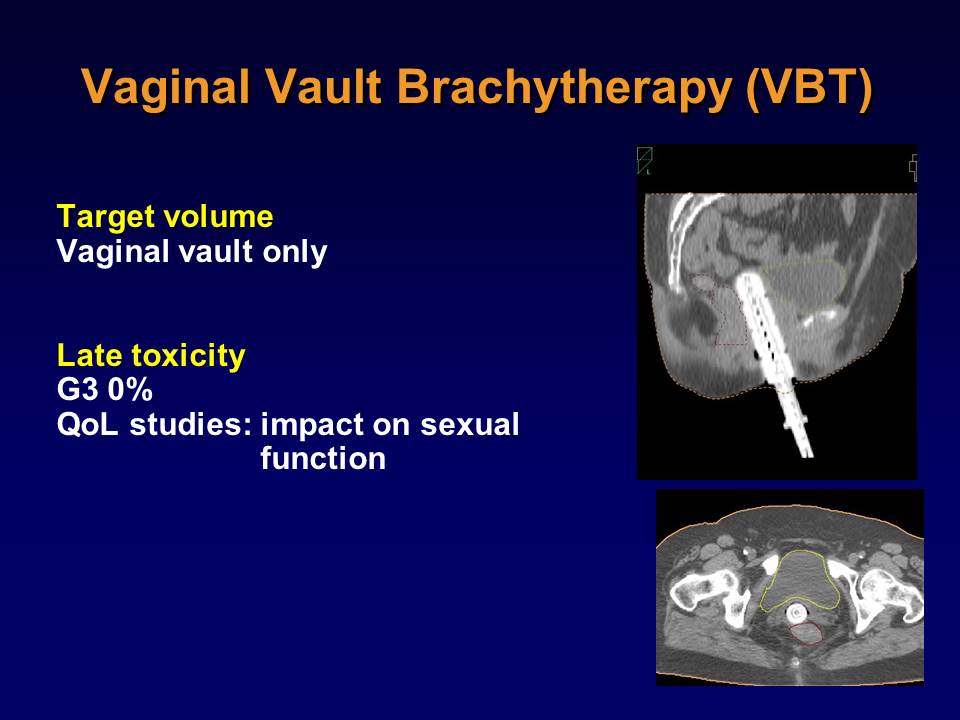 Vaginal Vault Brachytherapy (VBT)
Target volume
Vaginal vault only
Late toxicity
G3 0%
QoL studies: impact on sexual
function